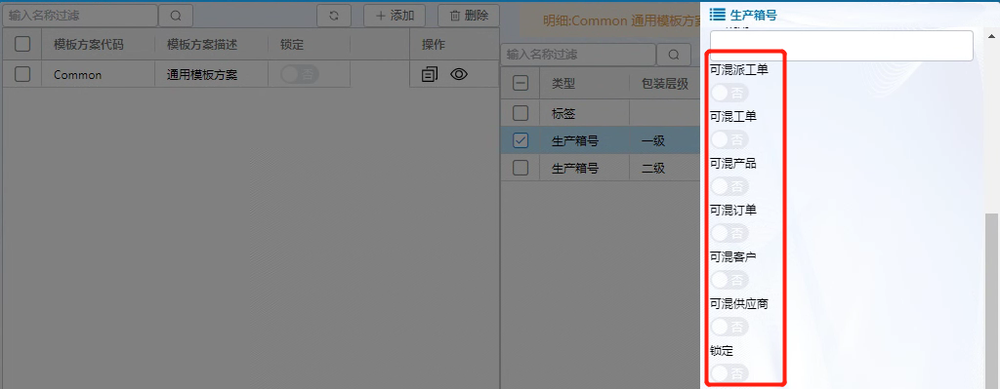 输入名称过滤
添加
删除
模板方案代码 模板方案描述 锁定 操作
Common 通用模板方案 否
明细:Common 通用模板方案
输入名称过滤
类型 包装层级
标签
生产箱号 一级
生产箱号 二级
生产箱号
可混派工单
否
可混工单
否
可混产品
否
可混订单
否
可混客户
否
可混供应商
否
锁定
否